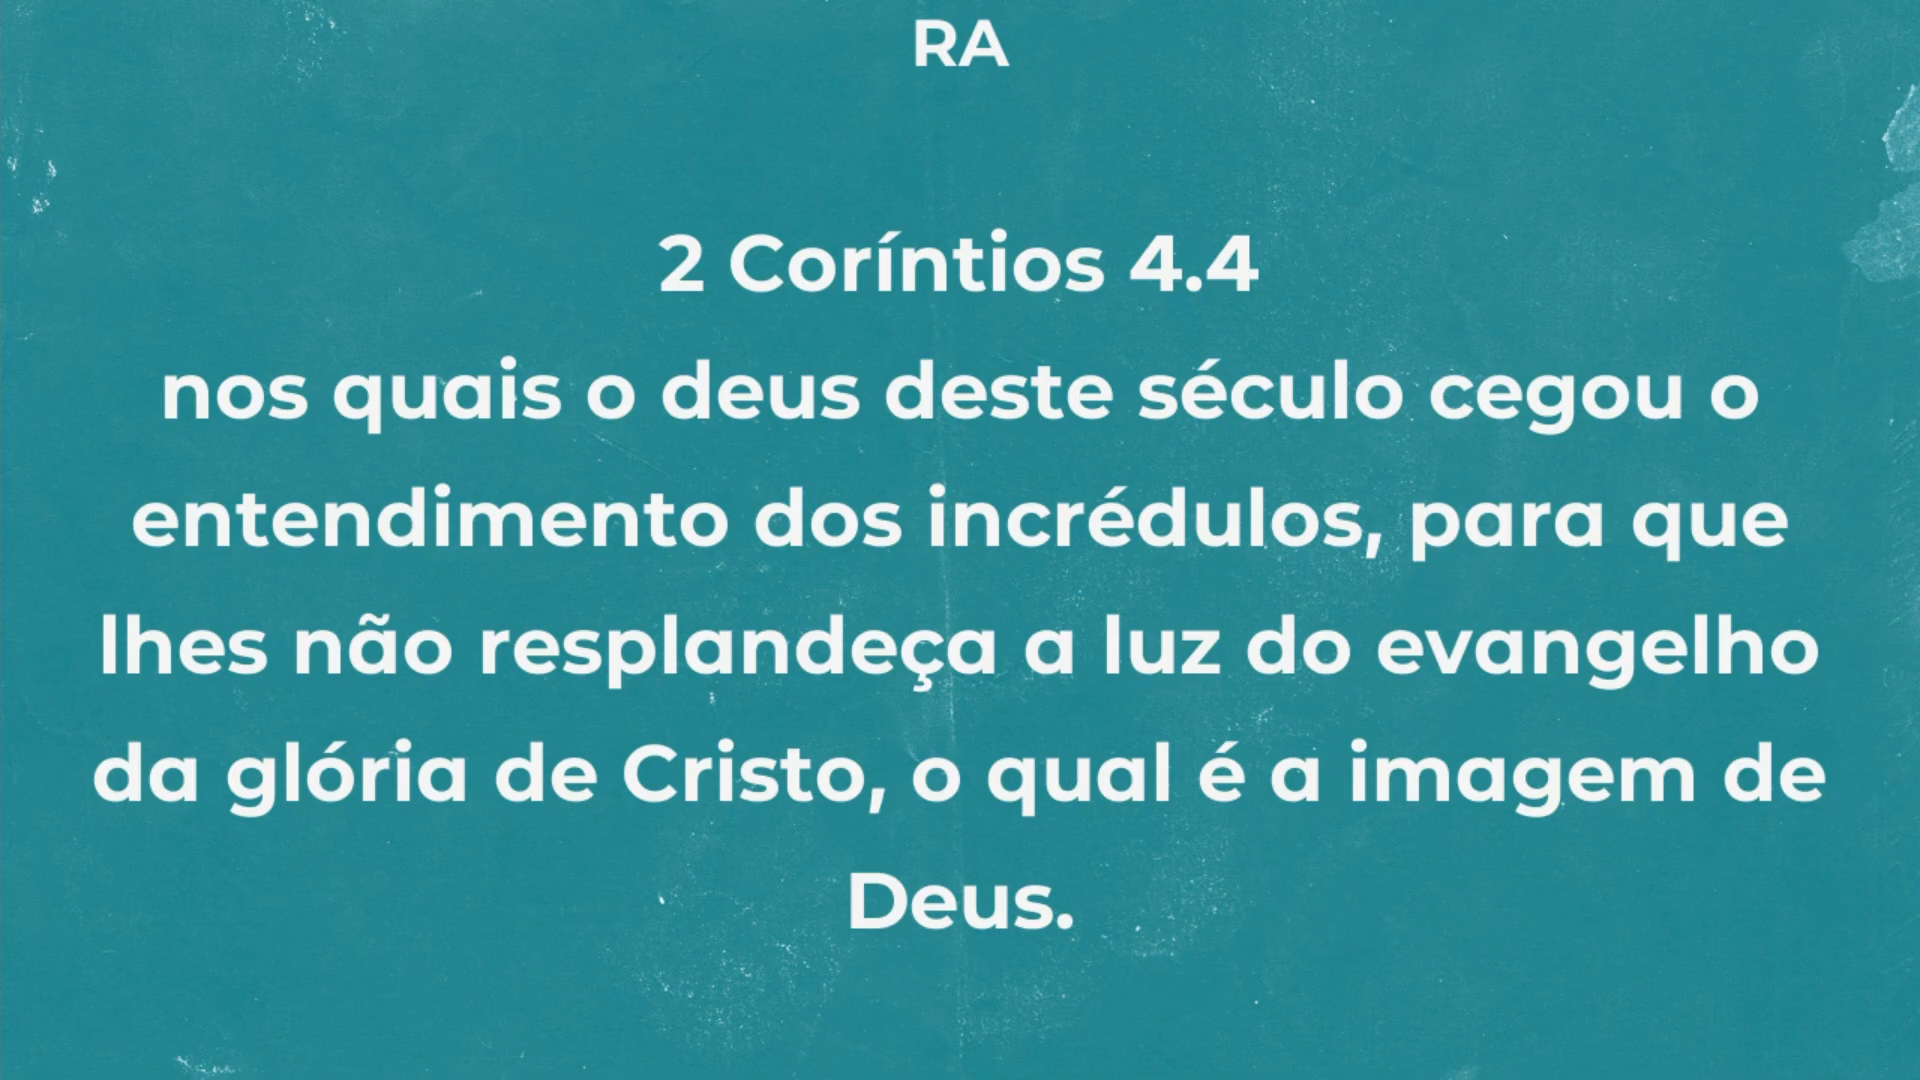 RA
2 Coríntios 4.4
nos quais o deus deste século cegou o
entendimento dos incrédulos, para que
lhes não resplandeça a luz do evangelho
da glória de Cristo, o qual é a imagem de
Deus.